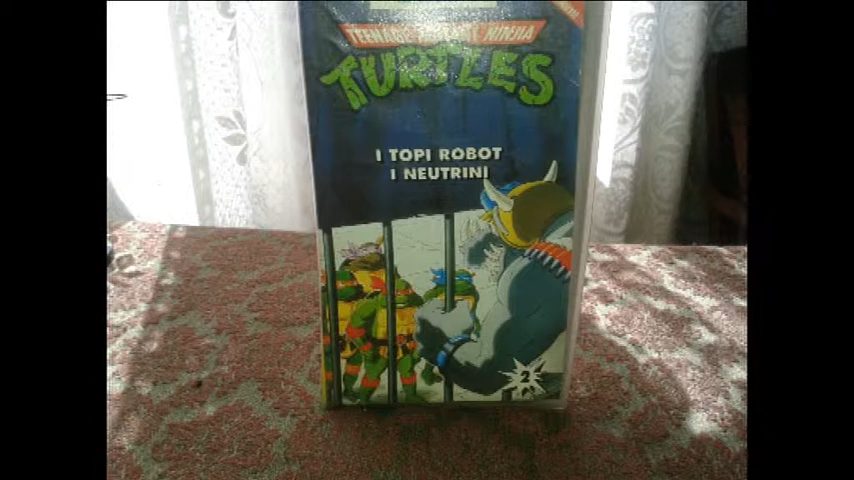 TEENAGE MUTANT NINJA
TURTLES
I TOPI ROBOT
I NEUTRINI
2